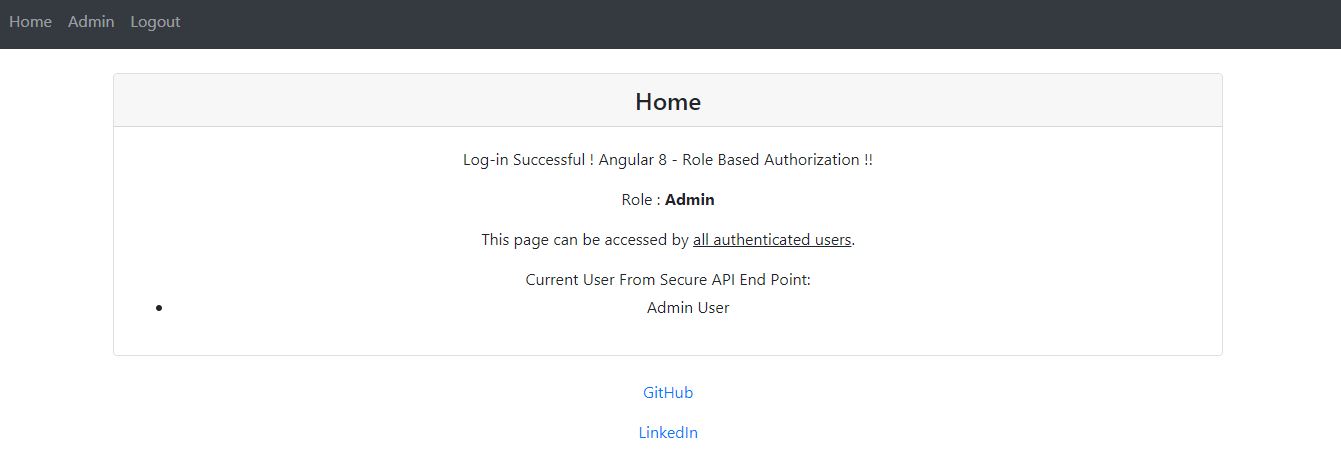 Home Admin Logout
Home
Log-in Successful ! Angular 8 - Role Based Authorization !!
Role : Admin
This page can be accessed by all authenticated users.
Current User From Secure API End Point:
• Admin User
GitHub
LinkedIn